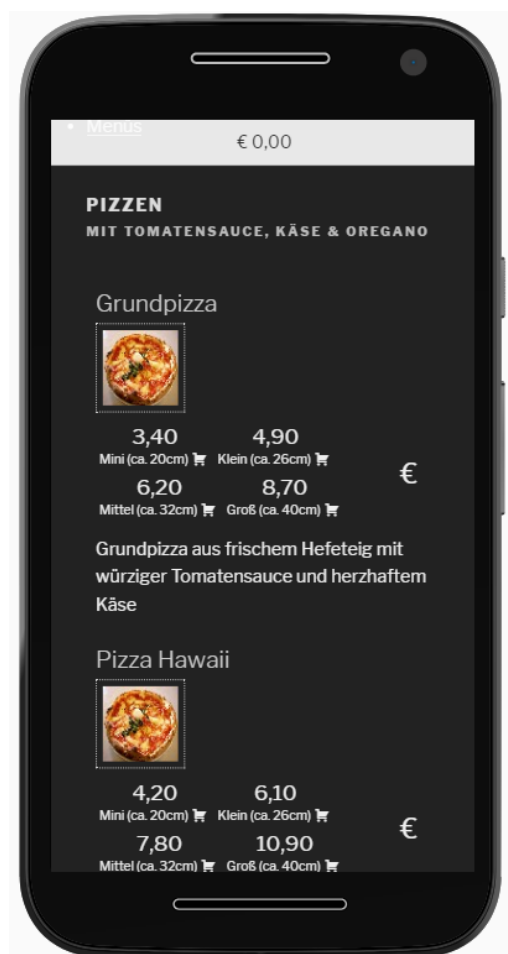 Menüs
€ 0,00
PIZZEN
MIT TOMATENSAUCE, KÄSE & OREGANO
Grundpizza
3,40 4,90
Mini (ca. 20cm) Klein (ca. 26cm)
€
6,20 8,70
Mittel (ca. 32cm) Groß (ca. 40cm)
Grundpizza aus frischem Hefeteig mit
würziger Tomatensauce und herzhaftem
Käse
Pizza Hawaii
4,20 6,10
Mini (ca. 20cm) Klein (ca. 26cm)
€
7,80 10,90
Mittel (ca. 32cm) Groß (ca. 40cm)